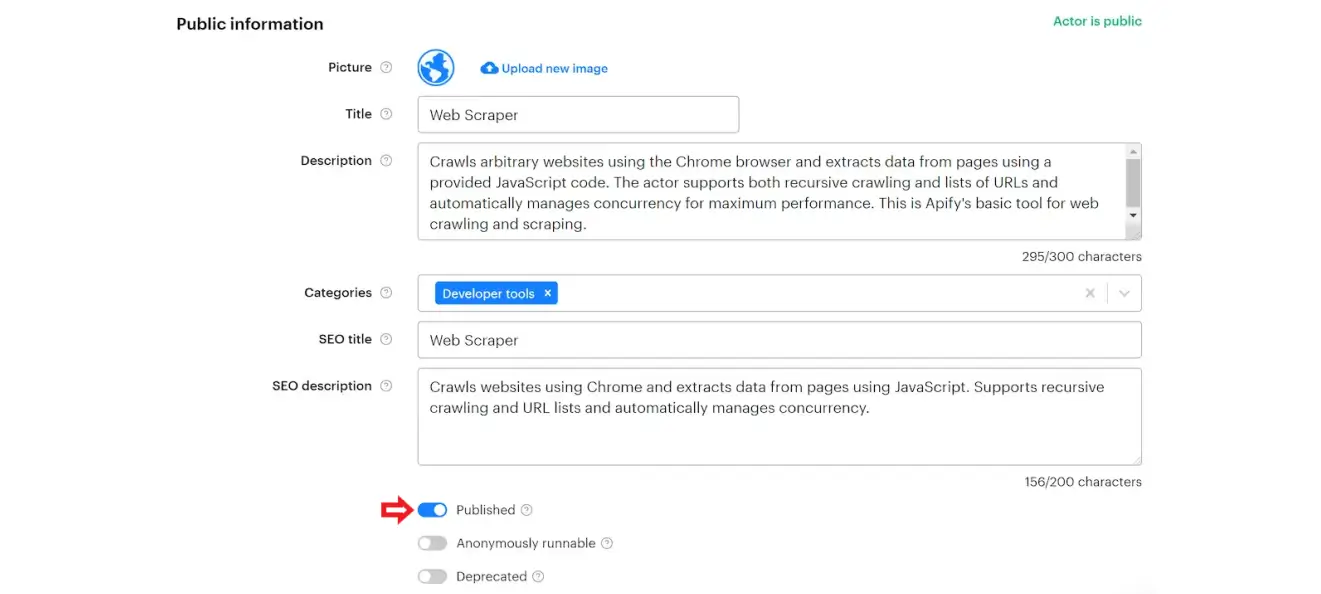 Public information
Actor is public
Picture
Upload new image
Title
Web Scraper
Description
Crawls arbitrary websites using the Chrome browser and extracts data from pages using a
provided JavaScript code. The actor supports both recursive crawling and lists of URLs and
automatically manages concurrency for maximum performance. This is Apify's basic tool for web
crawling and scraping.
295/300 characters
Categories
Developer tools ×
SEO title
Web Scraper
SEO description
Crawls websites using Chrome and extracts data from pages using JavaScript. Supports recursive
crawling and URL lists and automatically manages concurrency.
156/200 characters
Published
Anonymously runnable
Deprecated